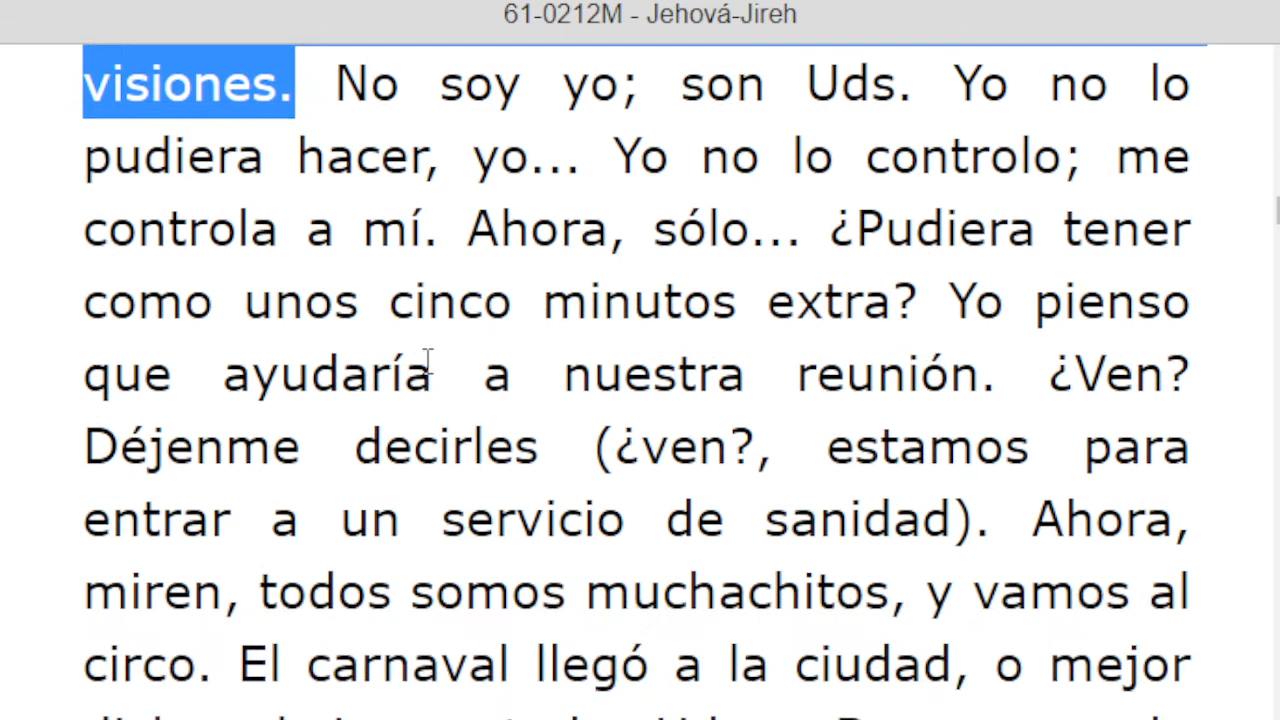 61-0212M - Jehová-Jireh
visiones. No soy yo; son Uds. Yo no lo
pudiera hacer, yo... Yo no lo controlo; me
controla a mí. Ahora, sólo... ¿Pudiera tener
como unos cinco minutos extra? Yo pienso
que ayudaría a nuestra reunión. ¿Ven?
Déjenme decirles (¿ven?, estamos para
entrar a un servicio de sanidad). Ahora,
miren, todos somos muchachitos, y vamos al
circo. El carnaval llegó a la ciudad, o mejor